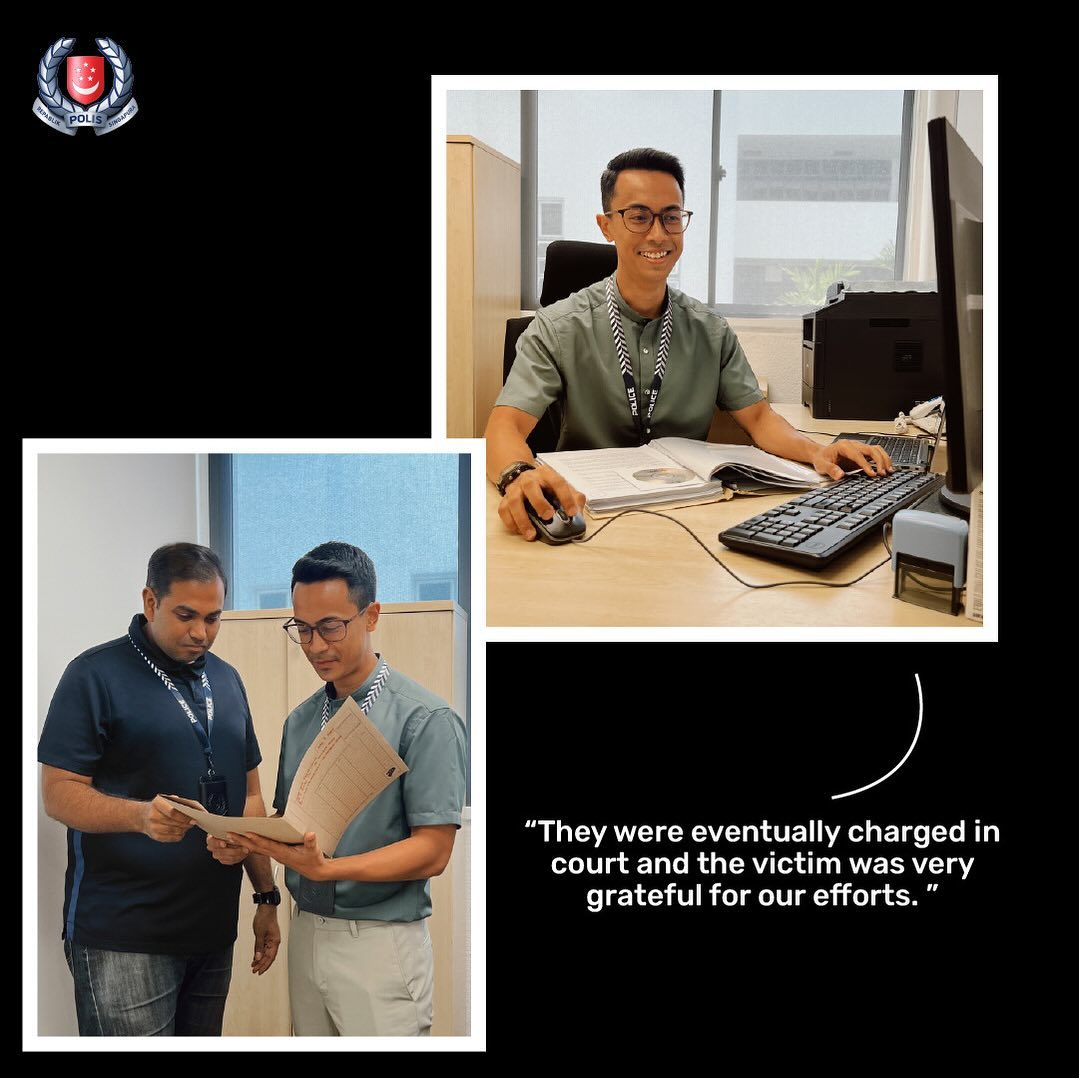 REPABLIK POLIS SINGAPURA
POLICE
POLICE
POLICE
POLICE
“They were eventually charged in
court and the victim was very
grateful for our efforts. ”